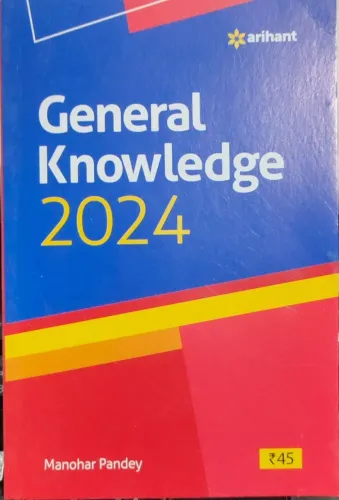 arihant
General
Knowledge
2024
Manohar Pandey
₹45